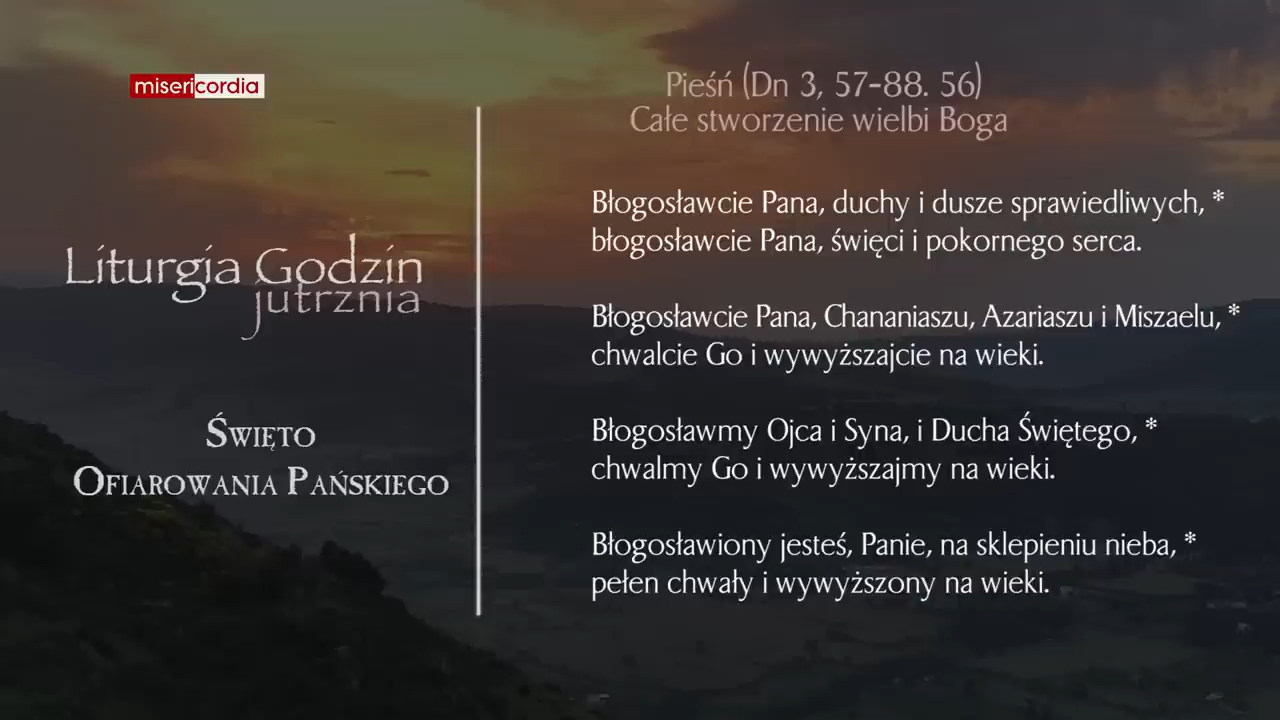 misericordia
Liturgia Godzin
jutrznia
Święto
Ofiarowania Pańskiego
Pieśń (Dn 3, 57-88. 56)
Całe stworzenie wielbi Boga
Błogosławcie Pana, duchy i dusze sprawiedliwych, *
błogosławcie Pana, święci i pokornego serca.
Błogosławcie Pana, Chananiaszu, Azariaszu i Miszaelu, *
chwalcie Go i wywyższajcie na wieki.
Błogosławmy Ojca i Syna, i Ducha Świętego, *
chwalmy Go i wywyższajmy na wieki.
Błogosławiony jesteś, Panie, na sklepieniu nieba, *
pełen chwały i wywyższony na wieki.